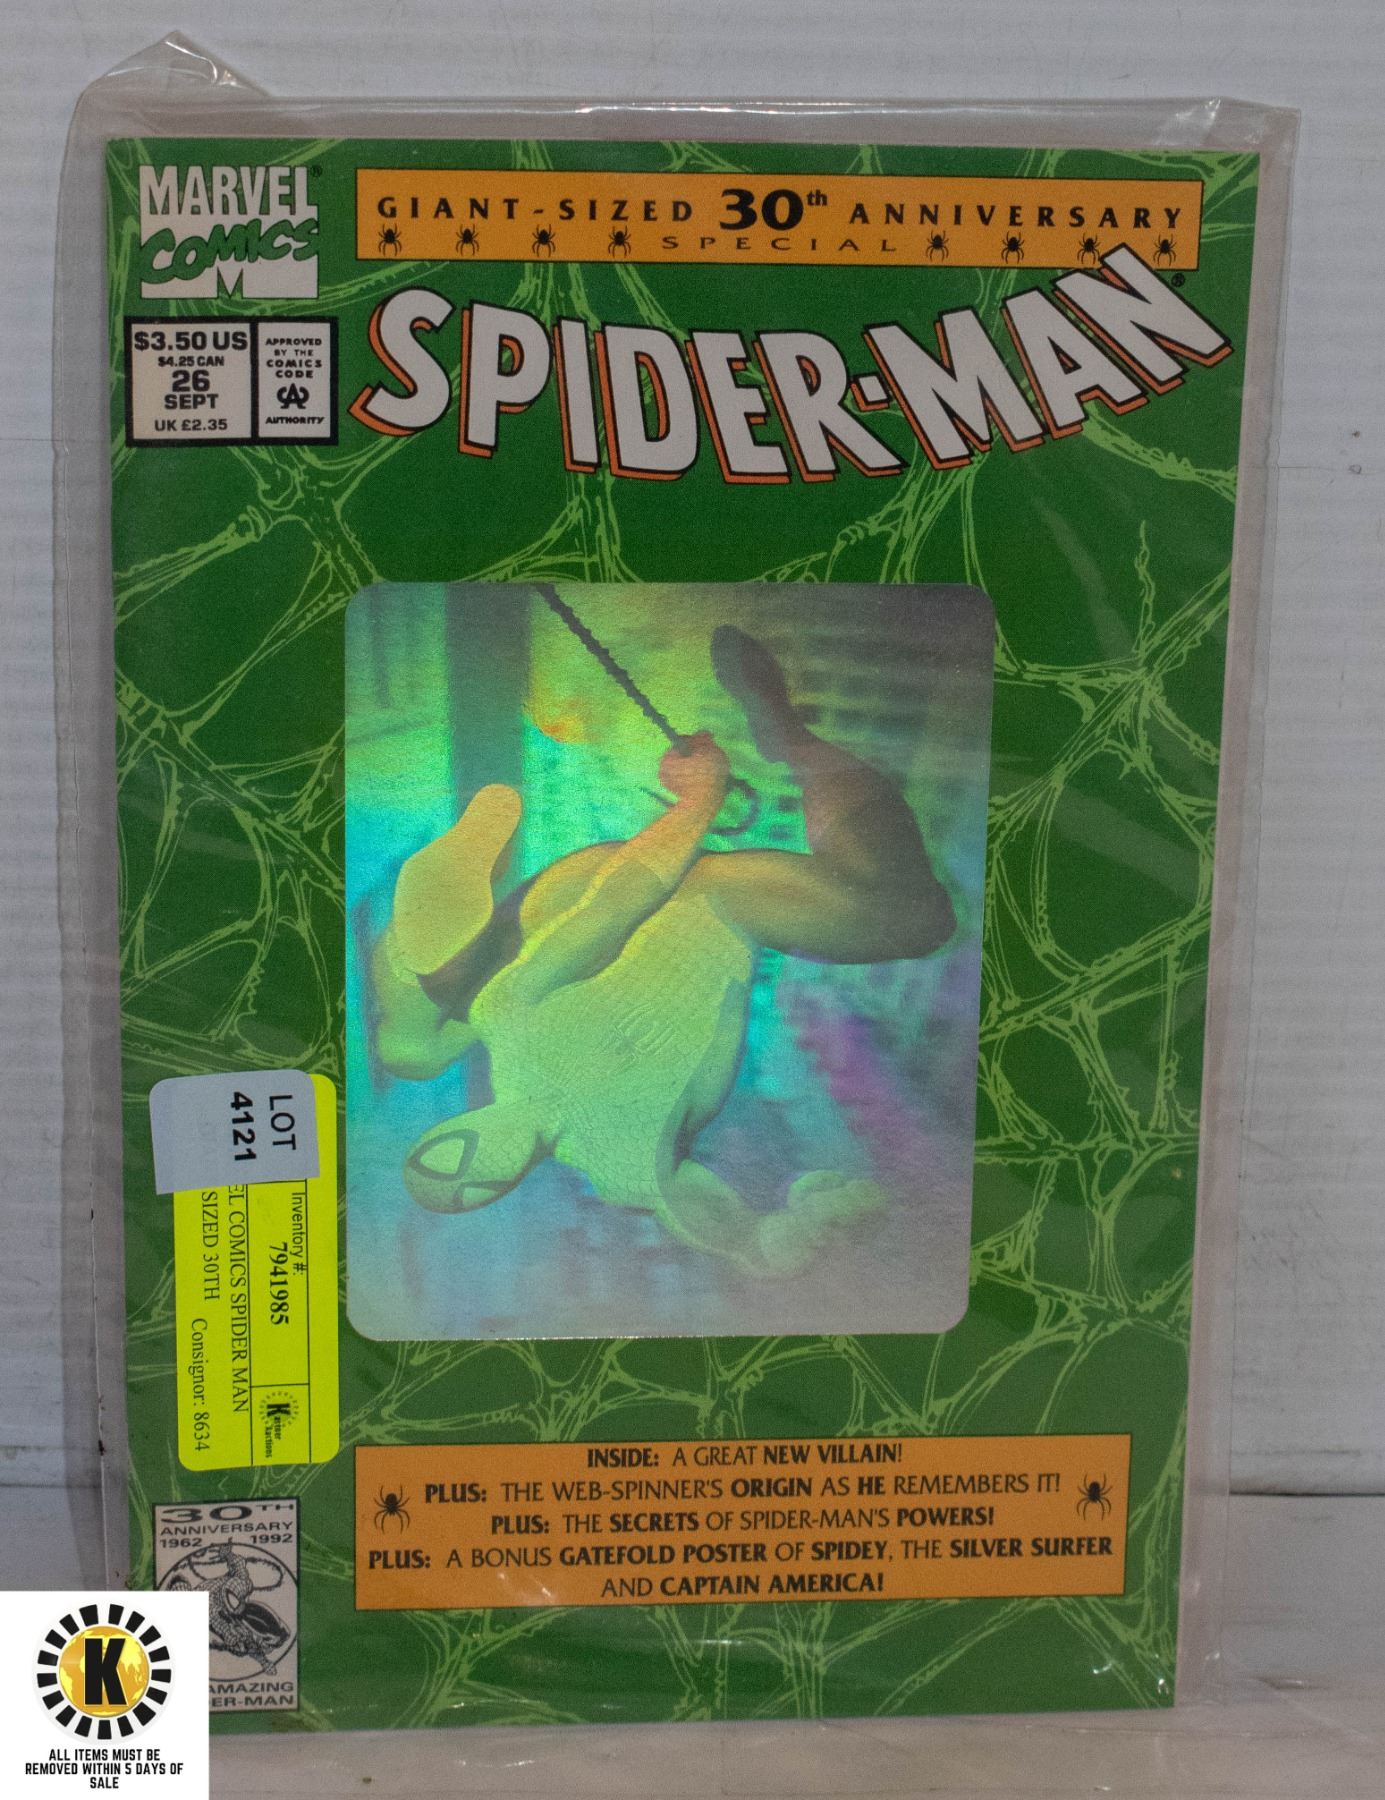 MARVEL®
COMICS
GIANT-SIZED 30th ANNIVERSARY
SPECIAL
SPIDER-MAN®
$3.50 US
$4.25 CAN
26
SEPT
UK £2.35
APPROVED
BY THE
COMICS
CODE
CA
AUTHORITY
LOT
4121
Inventory #:
7941985
EL COMICS SPIDER MAN
SIZED 30TH Consignor: 8634
Kastner
Auctions
INSIDE: A GREAT NEW VILLAIN!
PLUS: THE WEB-SPINNER'S ORIGIN AS HE REMEMBERS IT!
PLUS: THE SECRETS OF SPIDER-MAN'S POWERS!
PLUS: A BONUS GATEFOLD POSTER OF SPIDEY, THE SILVER SURFER
AND CAPTAIN AMERICA!
30TH
ANNIVERSARY
1962 1992
AMAZING
ER-MAN
K
ALL ITEMS MUST BE
REMOVED WITHIN 5 DAYS OF
SALE